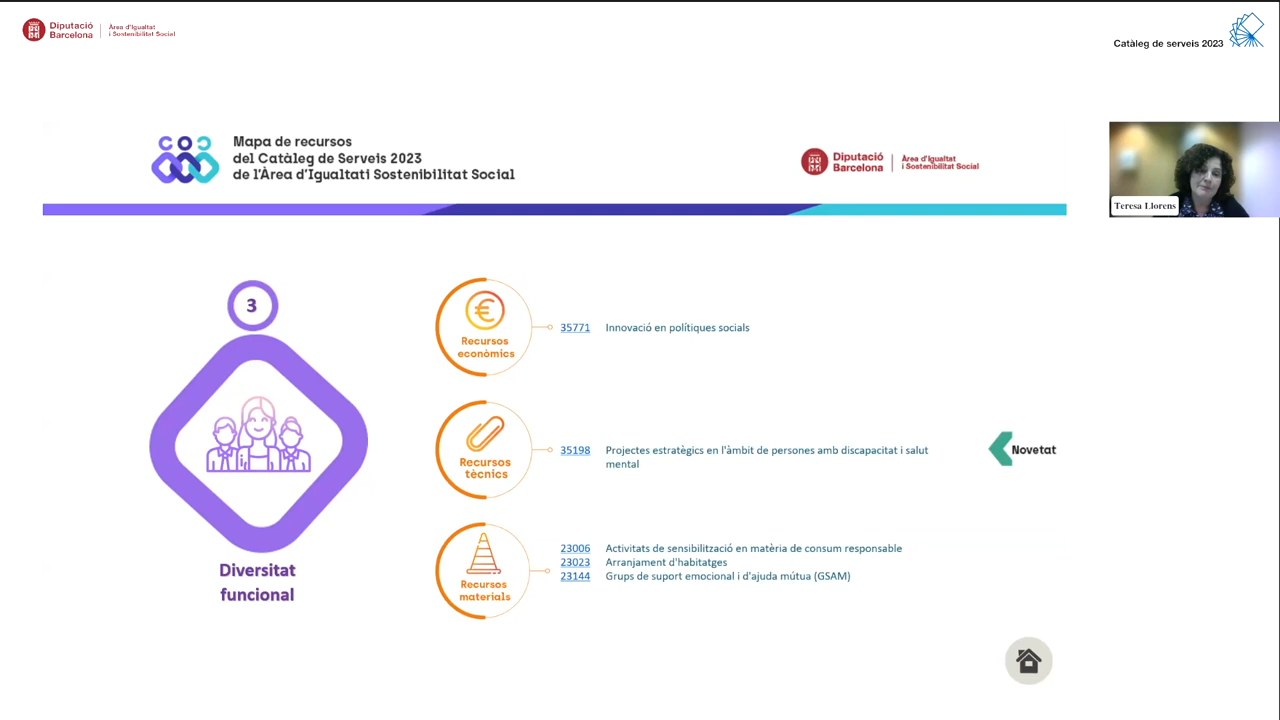 Diputació
Barcelona
Àrea d'Igualtat
i Sostenibilitat Social
Catàleg de serveis 2023
Mapa de recursos
del Catàleg de Serveis 2023
de l'Àrea d'Igualtati Sostenibilitat Social
Diputació
Barcelona
Àrea d'Igualtat
i Sostenibilitat Social
Teresa Llorens
3
Diversitat
funcional
Recursos
econòmics
35771 Innovació en polítiques socials
Recursos
tècnics
35198 Projectes estratègics en l'àmbit de persones amb discapacitat i salut
mental
Novetat
Recursos
materials
23006 Activitats de sensibilització en matèria de consum responsable
23023 Arranjament d'habitatges
23144 Grups de suport emocional i d'ajuda mútua (GSAM)